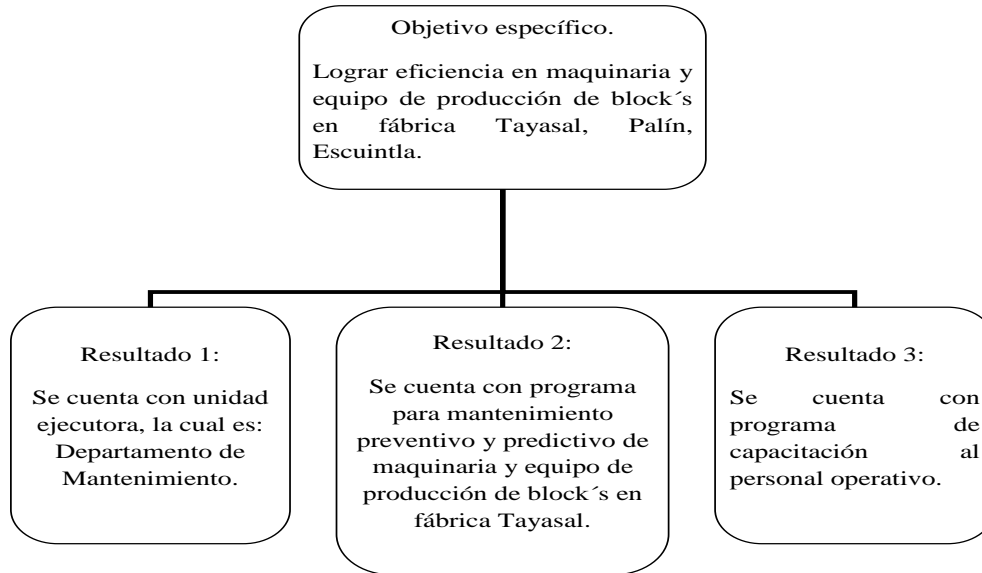 Objetivo específico.
Lograr eficiencia en maquinaria y
equipo de producción de block´s
en fábrica Tayasal, Palín,
Escuintla.
Resultado 1:
Se cuenta con unidad
ejecutora, la cual es:
Departamento de
Mantenimiento.
Resultado 2:
Se cuenta con programa
para mantenimiento
preventivo y predictivo de
maquinaria y equipo de
producción de block´s en
fábrica Tayasal.
Resultado 3:
Se cuenta con
programa de
capacitación al
personal operativo.